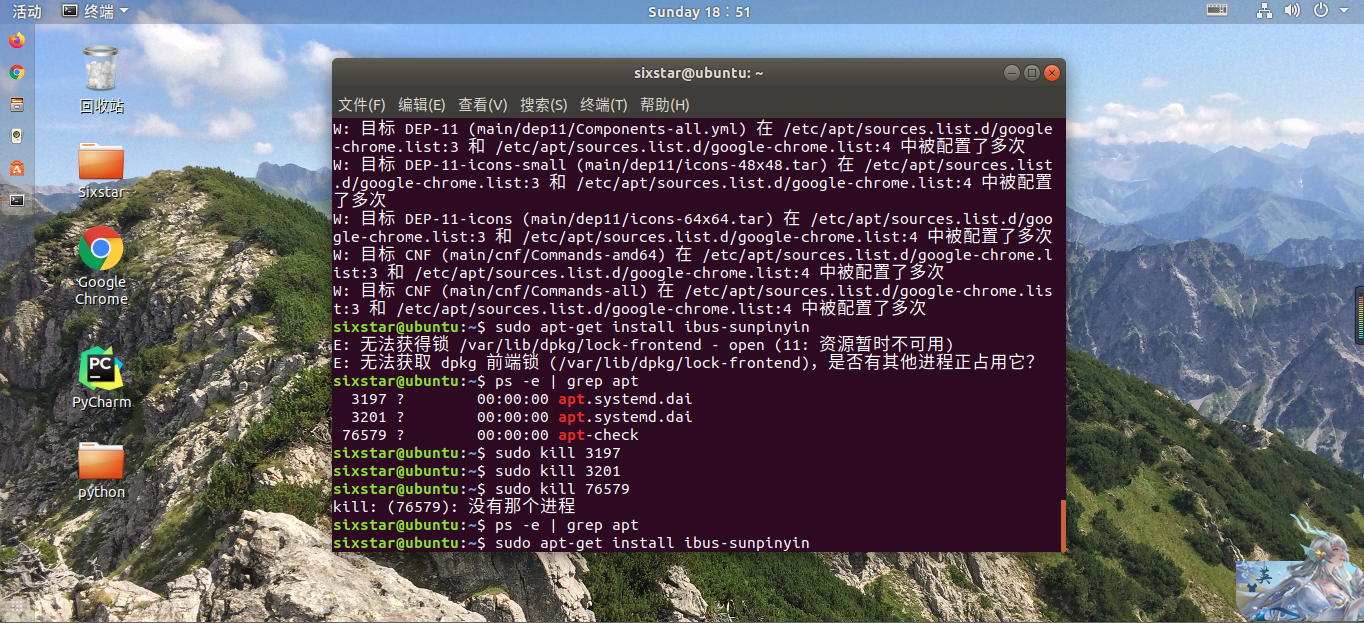 活动 终端 Sunday 18：51
回收站
Sixstar
Google
Chrome
PyCharm
python
sixstar@ubuntu: ~
文件(F) 编辑(E) 查看(V) 搜索(S) 终端(T) 帮助(H)
W: 目标 DEP-11 (main/dep11/Components-all.yml) 在 /etc/apt/sources.list.d/google
-chrome.list:3 和 /etc/apt/sources.list.d/google-chrome.list:4 中被配置了多次
W: 目标 DEP-11-icons-small (main/dep11/icons-48x48.tar) 在 /etc/apt/sources.list
.d/google-chrome.list:3 和 /etc/apt/sources.list.d/google-chrome.list:4 中被配置
了多次
W: 目标 DEP-11-icons (main/dep11/icons-64x64.tar) 在 /etc/apt/sources.list.d/goo
gle-chrome.list:3 和 /etc/apt/sources.list.d/google-chrome.list:4 中被配置了多次
W: 目标 CNF (main/cnf/Commands-amd64) 在 /etc/apt/sources.list.d/google-chrome.l
ist:3 和 /etc/apt/sources.list.d/google-chrome.list:4 中被配置了多次
W: 目标 CNF (main/cnf/Commands-all) 在 /etc/apt/sources.list.d/google-chrome.lis
t:3 和 /etc/apt/sources.list.d/google-chrome.list:4 中被配置了多次
sixstar@ubuntu:~$ sudo apt-get install ibus-sunpinyin
E: 无法获得锁 /var/lib/dpkg/lock-frontend - open (11: 资源暂时不可用)
E: 无法获取 dpkg 前端锁 (/var/lib/dpkg/lock-frontend)，是否有其他进程正占用它？
sixstar@ubuntu:~$ ps -e | grep apt
3197 ? 00:00:00 apt.systemd.dai
3201 ? 00:00:00 apt.systemd.dai
76579 ? 00:00:00 apt-check
sixstar@ubuntu:~$ sudo kill 3197
sixstar@ubuntu:~$ sudo kill 3201
sixstar@ubuntu:~$ sudo kill 76579
kill: (76579): 没有那个进程
sixstar@ubuntu:~$ ps -e | grep apt
sixstar@ubuntu:~$ sudo apt-get install ibus-sunpinyin
PC
英